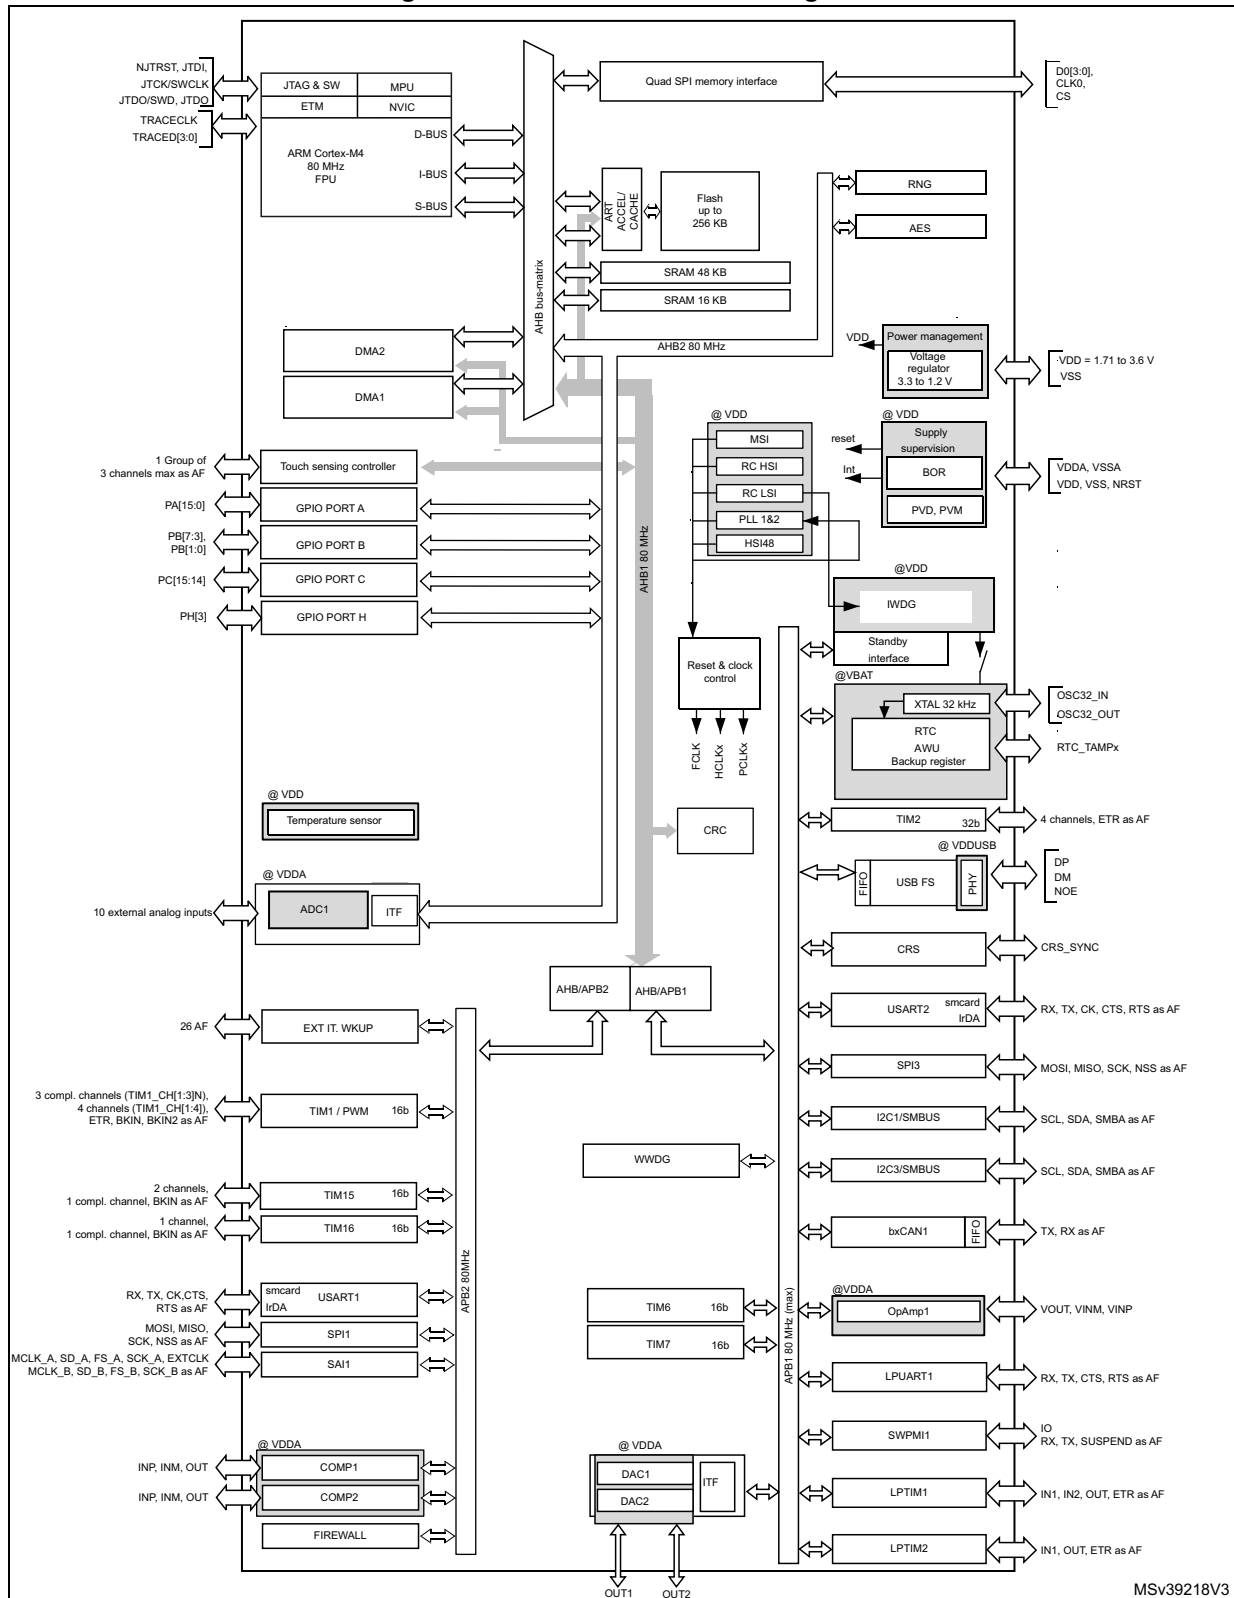 NJTRST, JTDI,
JTCK/SWCLK
JTDO/SWD, JTDO
TRACECLK
TRACED[3:0]
JTAG & SW
MPU
ETM
NVIC
ARM Cortex-M4
80 MHz
FPU
D-BUS
I-BUS
S-BUS
AHB bus-matrix
Quad SPI memory interface
D0[3:0],
CLK0,
CS
ART
ACCEL/
CACHE
Flash
up to
256 KB
SRAM 48 KB
SRAM 16 KB
RNG
AES
AHB2 80 MHz
DMA2
DMA1
VDD
Power management
Voltage
regulator
3.3 to 1.2 V
VDD = 1.71 to 3.6 V
VSS
@ VDD
MSI
RC HSI
RC LSI
PLL 1&2
HSI48
@ VDD
reset
Int
Supply
supervision
BOR
PVD, PVM
VDDA, VSSA
VDD, VSS, NRST
1 Group of
3 channels max as AF
Touch sensing controller
PA[15:0]
GPIO PORT A
PB[7:3],
PB[1:0]
GPIO PORT B
PC[15:14]
GPIO PORT C
PH[3]
GPIO PORT H
AHB1 80 MHz
@VDD
IWDG
Standby
interface
Reset & clock
control
FCLK
HCLKx
PCLKx
@VBAT
XTAL 32 kHz
RTC
AWU
Backup register
OSC32_IN
OSC32_OUT
RTC_TAMPx
@ VDD
Temperature sensor
CRC
TIM2
32b
4 channels, ETR as AF
@ VDDUSB
FIFO
USB FS
PHY
DP
DM
NOE
@ VDDA
10 external analog inputs
ADC1
ITF
CRS
CRS_SYNC
AHB/APB2
AHB/APB1
26 AF
EXT IT. WKUP
USART2
smcard
IrDA
RX, TX, CK, CTS, RTS as AF
SPI3
MOSI, MISO, SCK, NSS as AF
3 compl. channels (TIM1_CH[1:3]N),
4 channels (TIM1_CH[1:4]),
ETR, BKIN, BKIN2 as AF
TIM1 / PWM
16b
I2C1/SMBUS
SCL, SDA, SMBA as AF
WWDG
I2C3/SMBUS
SCL, SDA, SMBA as AF
2 channels,
1 compl. channel, BKIN as AF
TIM15
16b
1 channel,
1 compl. channel, BKIN as AF
TIM16
16b
bxCAN1
FIFO
TX, RX as AF
APB2 80MHz
APB1 80 MHz (max)
RX, TX, CK,CTS,
RTS as AF
smcard
IrDA
USART1
TIM6
16b
@VDDA
OpAmp1
VOUT, VINM, VINP
MOSI, MISO,
SCK, NSS as AF
SPI1
TIM7
16b
MCLK_A, SD_A, FS_A, SCK_A, EXTCLK
MCLK_B, SD_B, FS_B, SCK_B as AF
SAI1
LPUART1
RX, TX, CTS, RTS as AF
SWPMI1
IO
RX, TX, SUSPEND as AF
@ VDDA
INP, INM, OUT
COMP1
INP, INM, OUT
COMP2
FIREWALL
@ VDDA
DAC1
DAC2
ITF
OUT1
OUT2
LPTIM1
IN1, IN2, OUT, ETR as AF
LPTIM2
IN1, OUT, ETR as AF
MSv39218V3